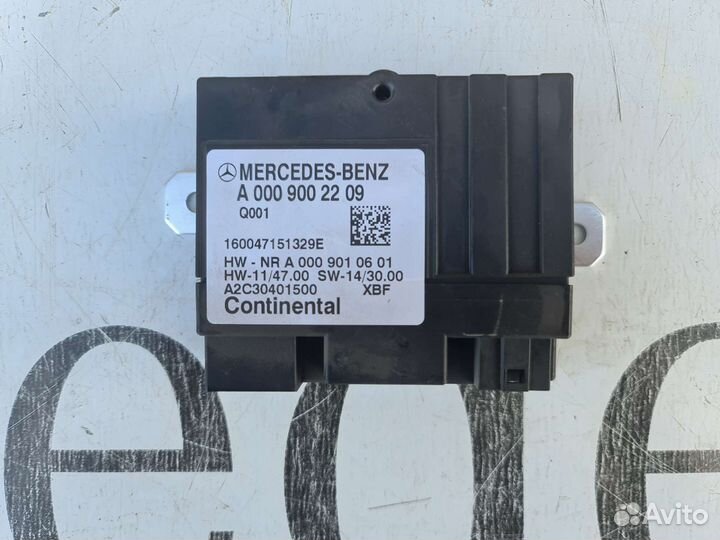 MERCEDES-BENZ
A 000 900 22 09
Q001
160047151329E
HW - NR A 000 901 06 01
HW-11/47.00 SW-14/30.00
A2C30401500 XBF
Continental
ege
Avito